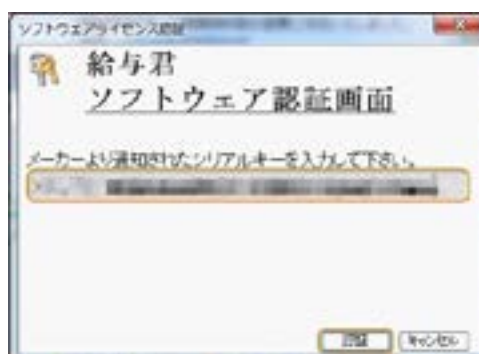 ソフトウェアライセンス認証
給与君
ソフトウェア認証画面
メーカーより通知されたシリアルキーを入力して下さい。
認証
キャンセル